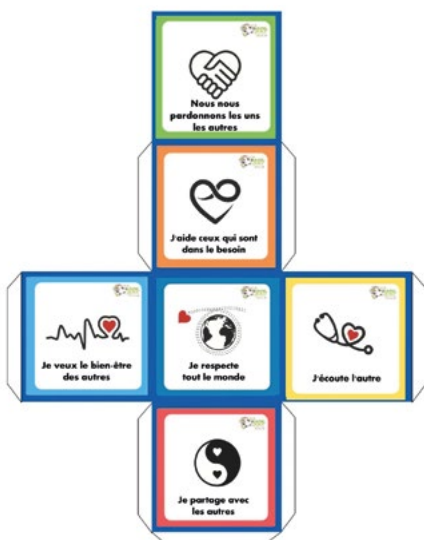 Nous nous
pardonnons les uns
les autres
J'aide ceux qui sont
dans le besoin
Je veux le bien-être
des autres
Je respecte
tout le monde
J'écoute l'autre
Je partage avec
les autres